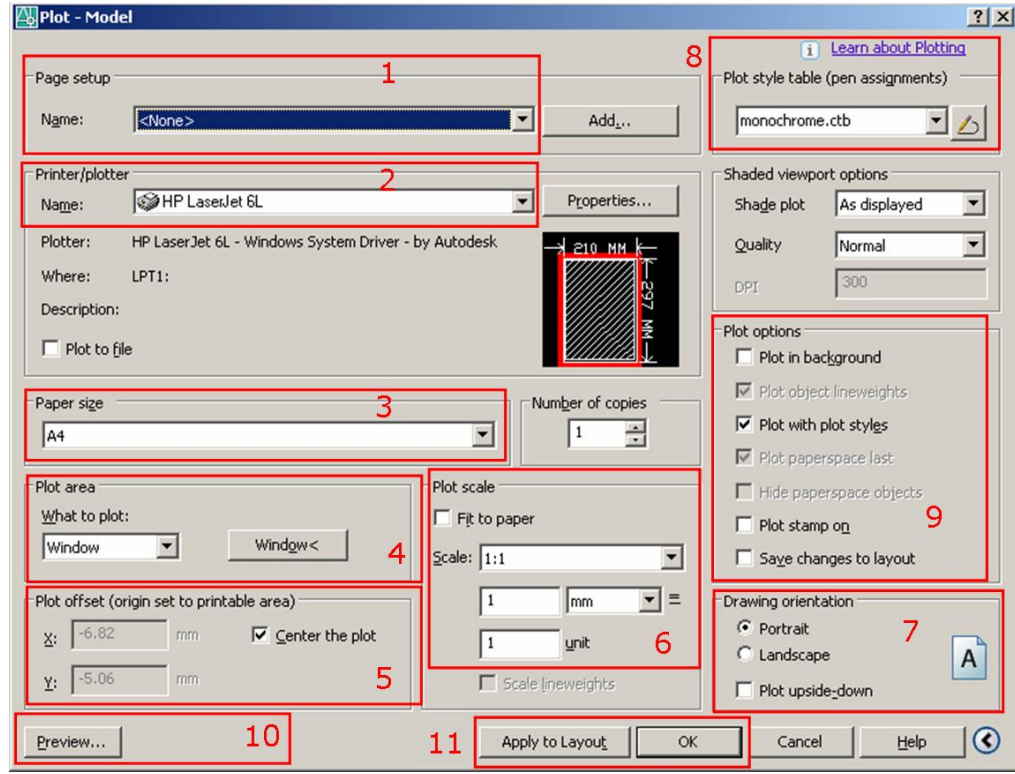 Plot - Model
8
Learn about Plotting
1
Page setup
Name: <None> Add...
Plot style table (pen assignments)
monochrome.ctb
2
Printer/plotter
Name: HP LaserJet 6L Properties...
Plotter: HP LaserJet 6L - Windows System Driver - by Autodesk
Where: LPT1:
Description:
Plot to file
210 MM
297 MM
Shaded viewport options
Shade plot As displayed
Quality Normal
DPI 300
3
Paper size
A4
Number of copies
1
Plot options
Plot in background
Plot object lineweights
Plot with plot styles
Plot paperspace last
Hide paperspace objects
Plot stamp on
Save changes to layout
9
Plot area
What to plot:
Window Window<
4
Plot scale
Fit to paper
Scale: 1:1
1 mm =
1 unit
6
Scale lineweights
Plot offset (origin set to printable area)
X: -6.82 mm Center the plot
Y: -5.06 mm
5
Drawing orientation
Portrait
Landscape
Plot upside-down
A
7
Preview...
10
11
Apply to Layout OK Cancel Help